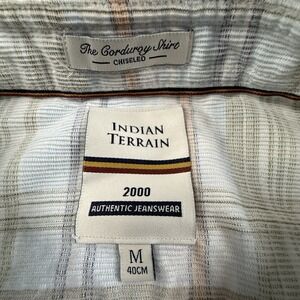 The Corduroy Shirt
CHISELED
INDIAN
TERRAIN
2000
AUTHENTIC JEANSWEAR
M
40CM